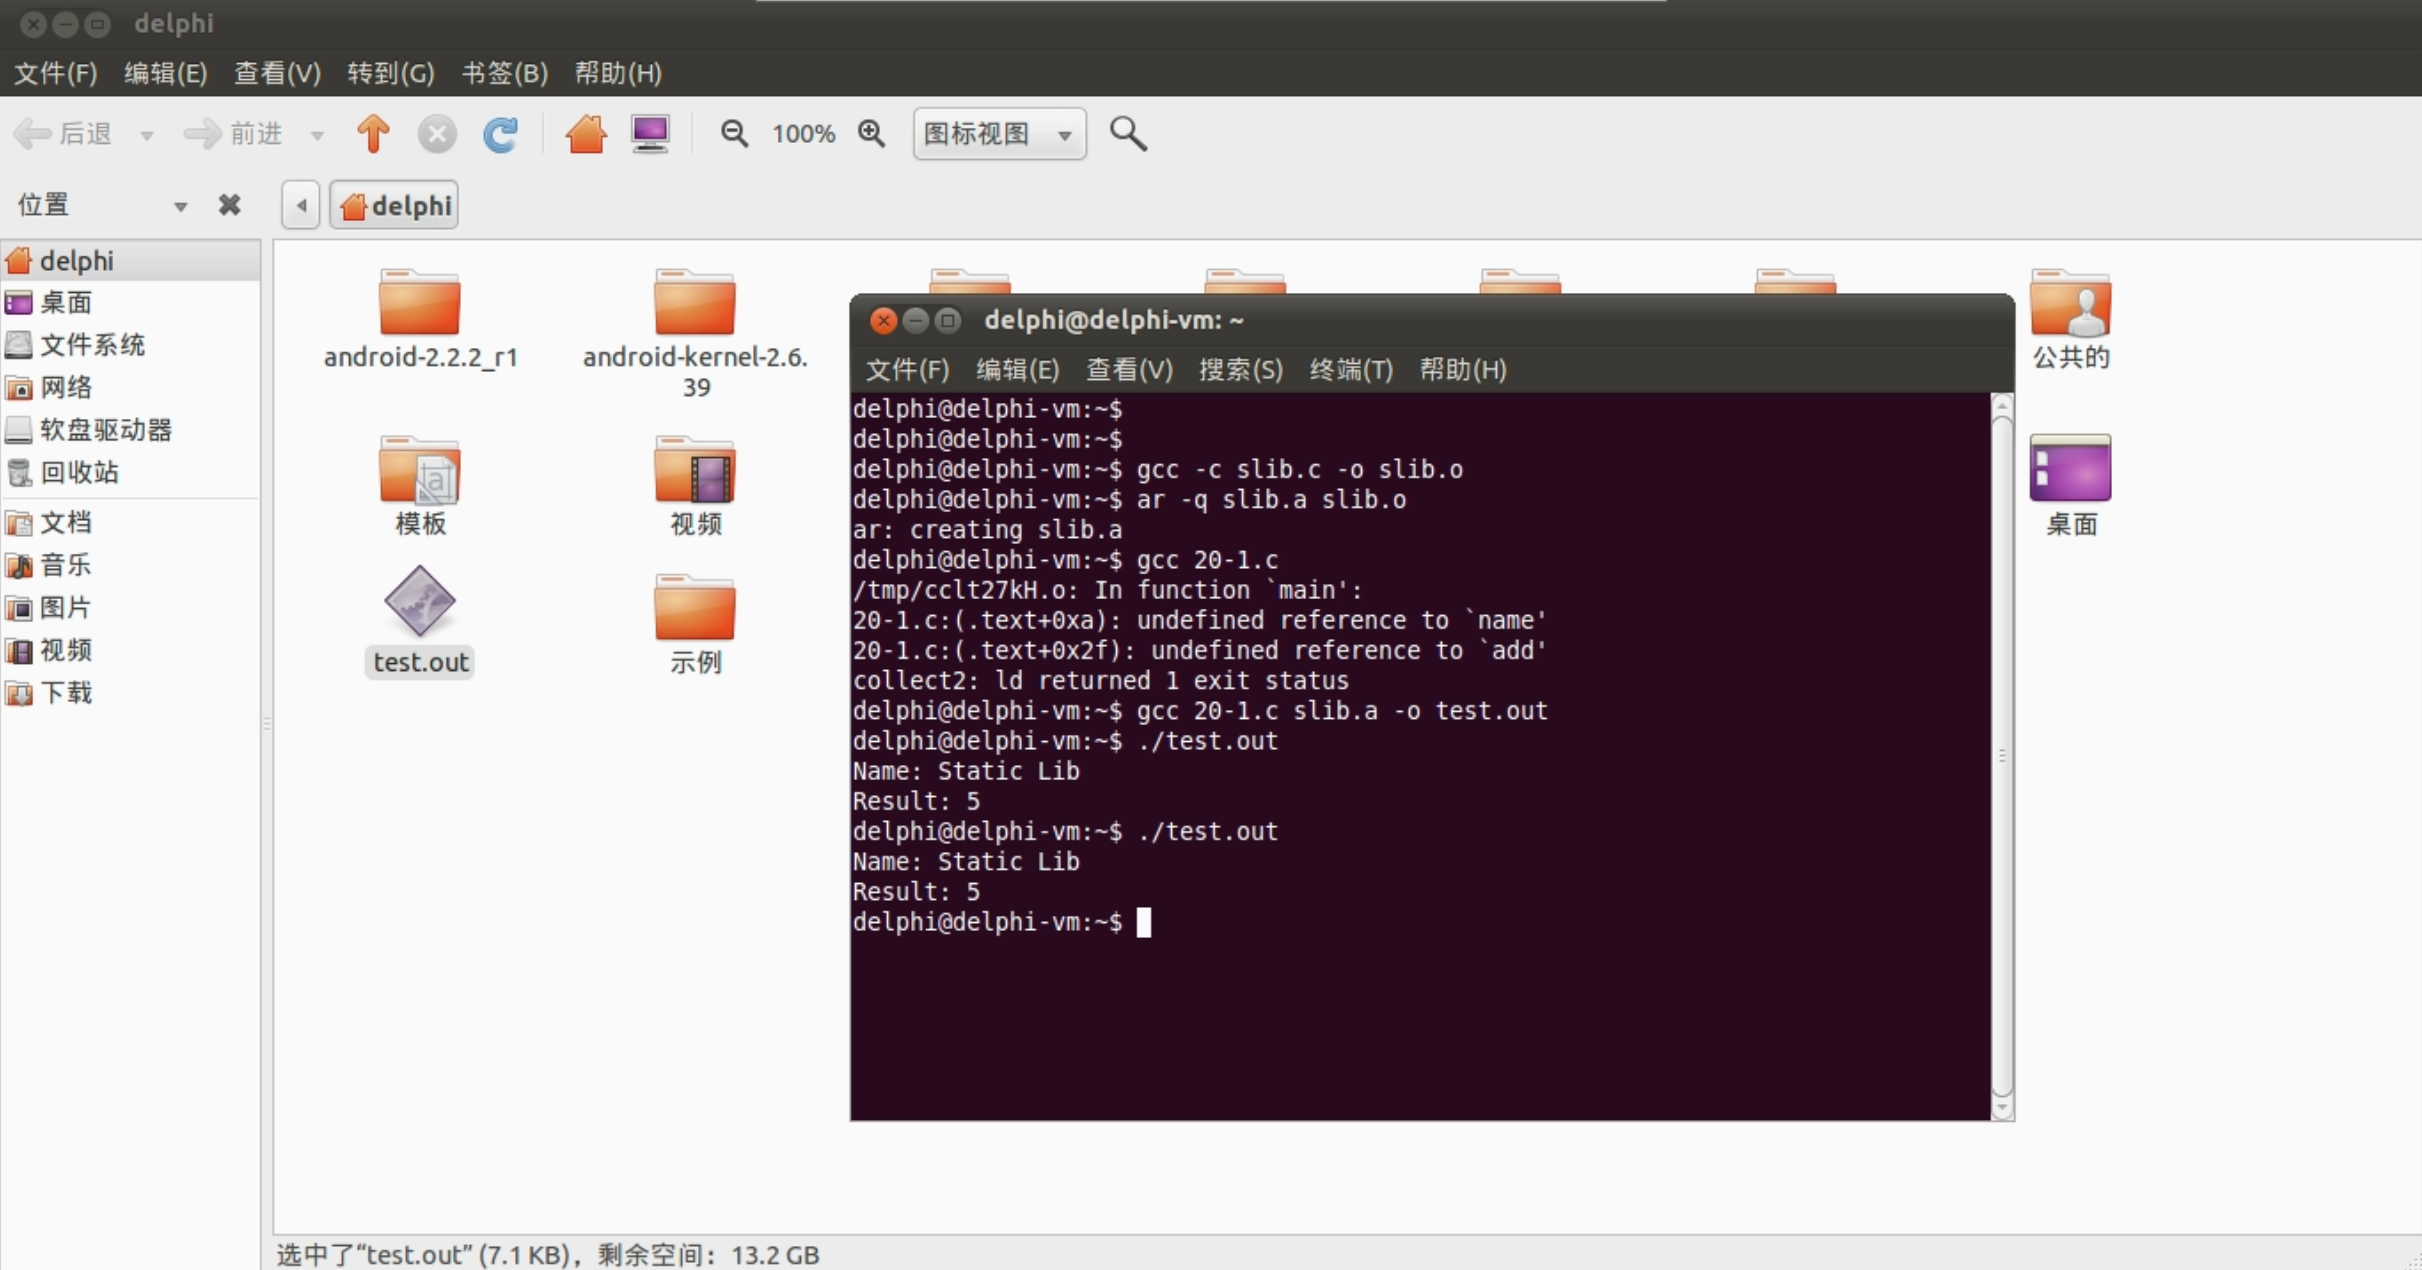 delphi
文件(F) 编辑(E) 查看(V) 转到(G) 书签(B) 帮助(H)
后退 前进 100% 图标视图
位置 delphi
delphi
桌面
文件系统
网络
软盘驱动器
回收站
文档
音乐
图片
视频
下载
android-2.2.2_r1
android-kernel-2.6.
39
公共的
模板
视频
桌面
test.out
示例
delphi@delphi-vm: ~
文件(F) 编辑(E) 查看(V) 搜索(S) 终端(T) 帮助(H)
delphi@delphi-vm:~$
delphi@delphi-vm:~$
delphi@delphi-vm:~$ gcc -c slib.c -o slib.o
delphi@delphi-vm:~$ ar -q slib.a slib.o
ar: creating slib.a
delphi@delphi-vm:~$ gcc 20-1.c
/tmp/cclt27kH.o: In function `main':
20-1.c:(.text+0xa): undefined reference to `name'
20-1.c:(.text+0x2f): undefined reference to `add'
collect2: ld returned 1 exit status
delphi@delphi-vm:~$ gcc 20-1.c slib.a -o test.out
delphi@delphi-vm:~$ ./test.out
Name: Static Lib
Result: 5
delphi@delphi-vm:~$ ./test.out
Name: Static Lib
Result: 5
delphi@delphi-vm:~$
选中了“test.out” (7.1 KB)，剩余空间：13.2 GB